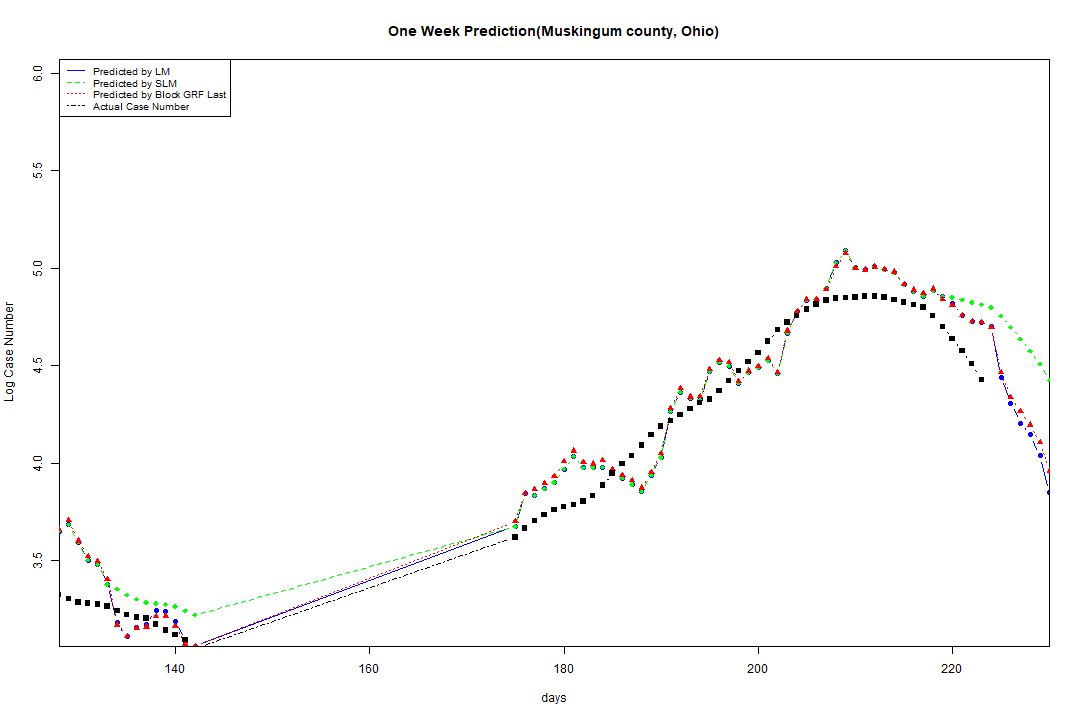 One Week Prediction(Muskingum county, Ohio)
Predicted by LM
Predicted by SLM
Predicted by Block GRF Last
Actual Case Number
6.0
5.5
5.0
4.5
4.0
3.5
Log Case Number
140 160 180 200 220
days